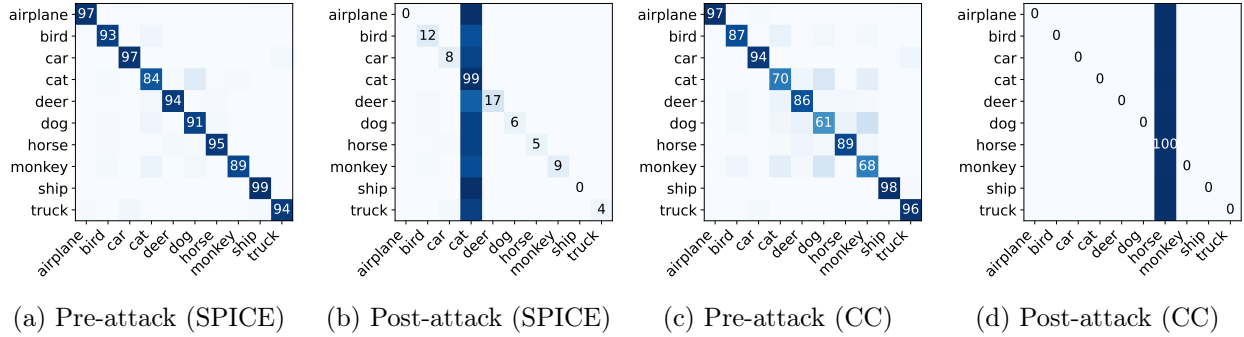 airplane 97
bird 93
car 97
cat 84
deer 94
dog 91
horse 95
monkey 89
ship 99
truck 94
airplane bird car cat deer dog horse monkey ship truck
(a) Pre-attack (SPICE)
airplane 0
bird 12
car 8
cat 99
deer 17
dog 6
horse 5
monkey 9
ship 0
truck 4
airplane bird car cat deer dog horse monkey ship truck
(b) Post-attack (SPICE)
airplane 97
bird 87
car 94
cat 70
deer 86
dog 61
horse 89
monkey 68
ship 98
truck 96
airplane bird car cat deer dog horse monkey ship truck
(c) Pre-attack (CC)
airplane 0
bird 0
car 0
cat 0
deer 0
dog 0
horse 100
monkey 0
ship 0
truck 0
airplane bird car cat deer dog horse monkey ship truck
(d) Post-attack (CC)